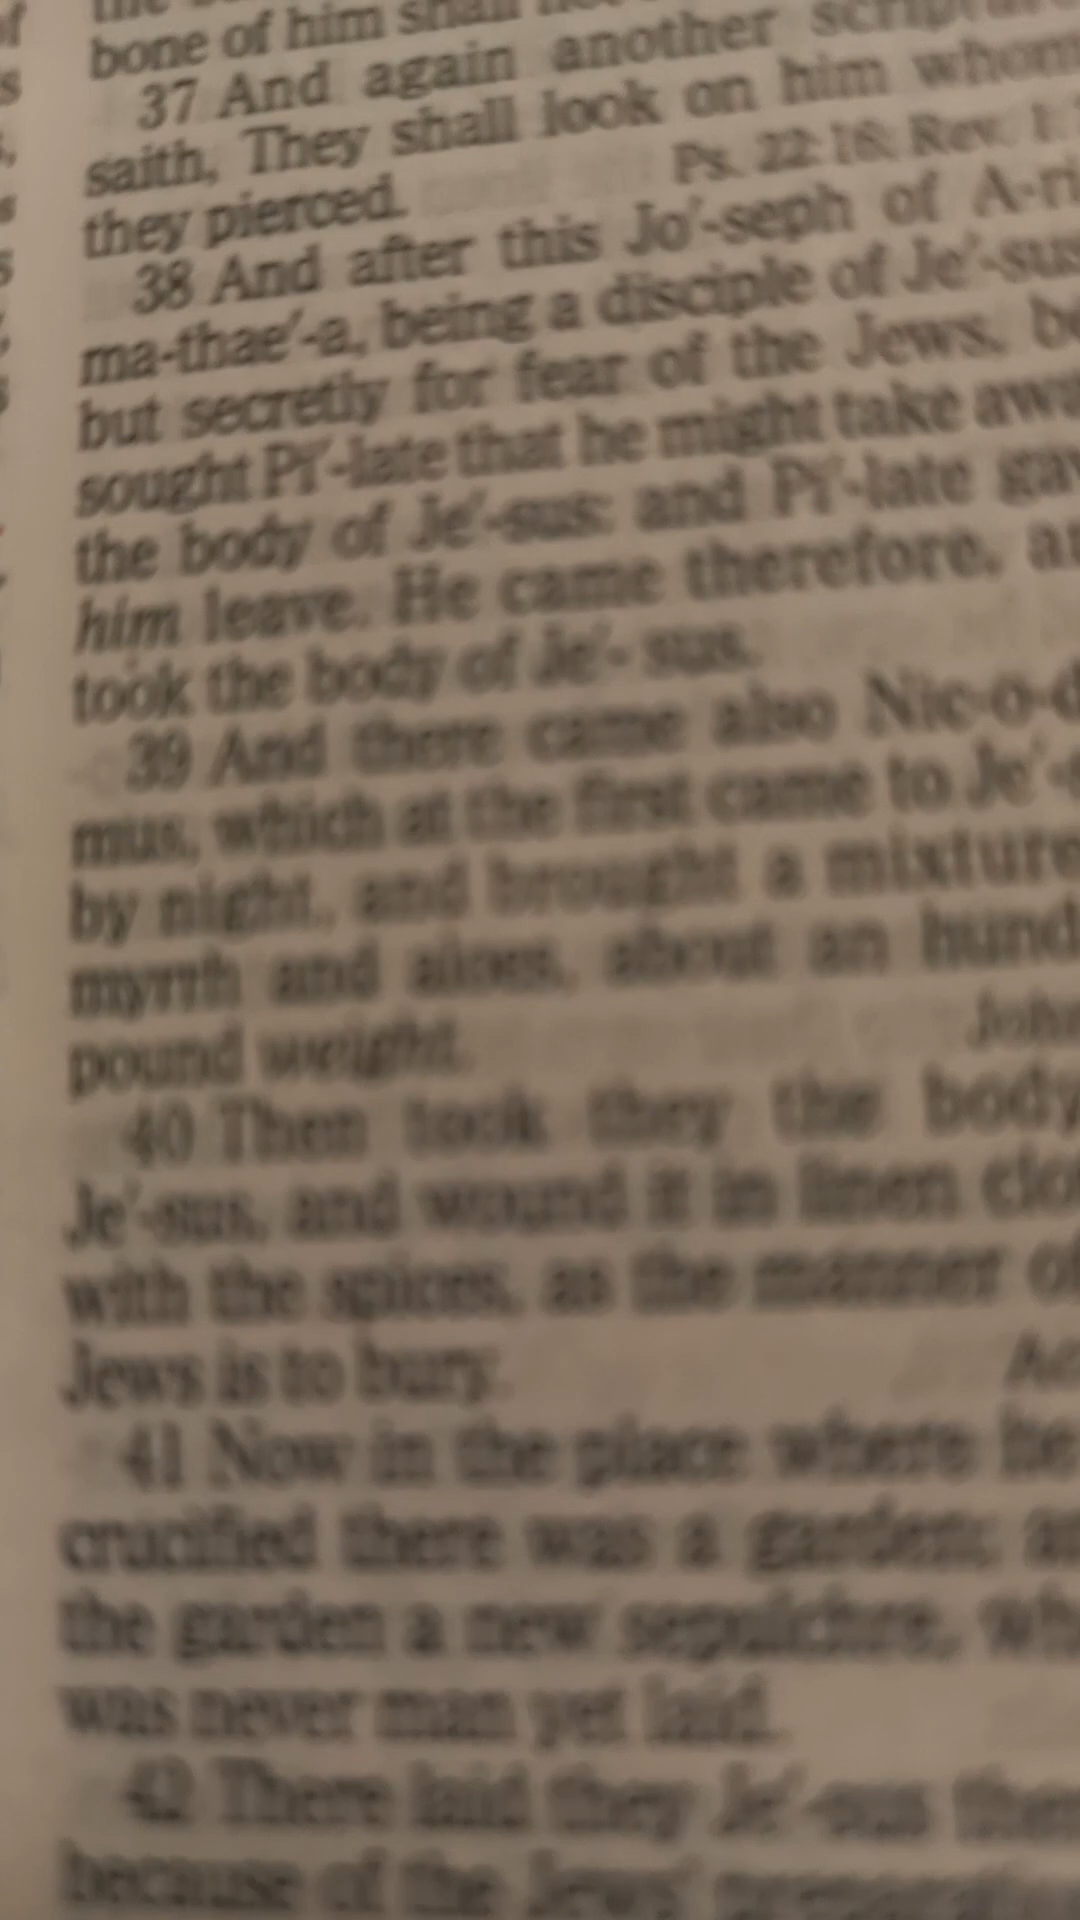 bone of him shall
37 And again another
saith, They shall look on him whom
they pierced. Ps. 22:16; Rev. 1:
38 And after this Jo′-seph of A-ri
ma-thae′-a, being a disciple of Je′-sus
but secretly for fear of the Jews, be
sought Pi′-late that he might take awa
the body of Je′-sus: and Pi′-late gav
him leave. He came therefore, an
took the body of Je′- sus.
39 And there came also Nic-o-d
mus, which at the first came to Je′-s
by night, and brought a mixture
myrrh and aloes, about an hund
pound weight. John
40 Then took they the body
Je′-sus, and wound it in linen clot
with the spices, as the manner of
Jews is to bury. Ac
41 Now in the place where he
crucified there was a garden; an
the garden a new sepulchre, wh
was never man yet laid.
42 There laid they Je′-sus ther
because of the Jews'